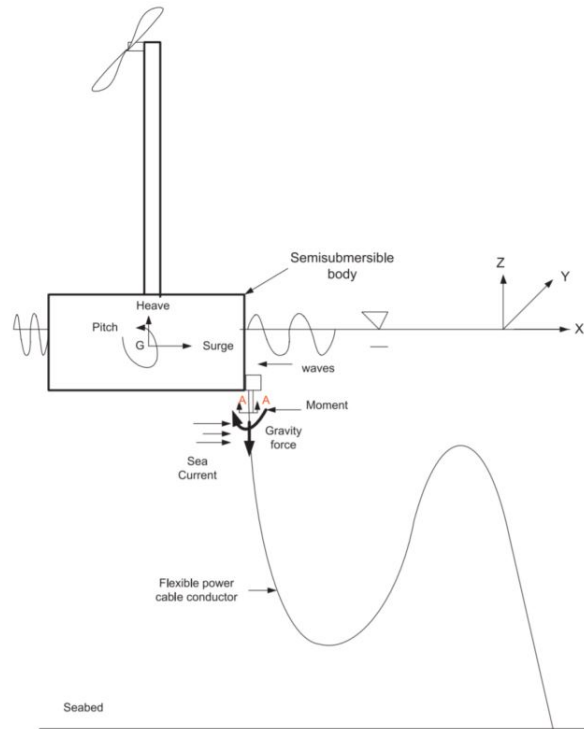 Semisubmersible
body
Z
Y
X
Heave
Pitch
G
Surge
waves
A
A
Moment
Gravity
force
Sea
Current
Flexible power
cable conductor
Seabed